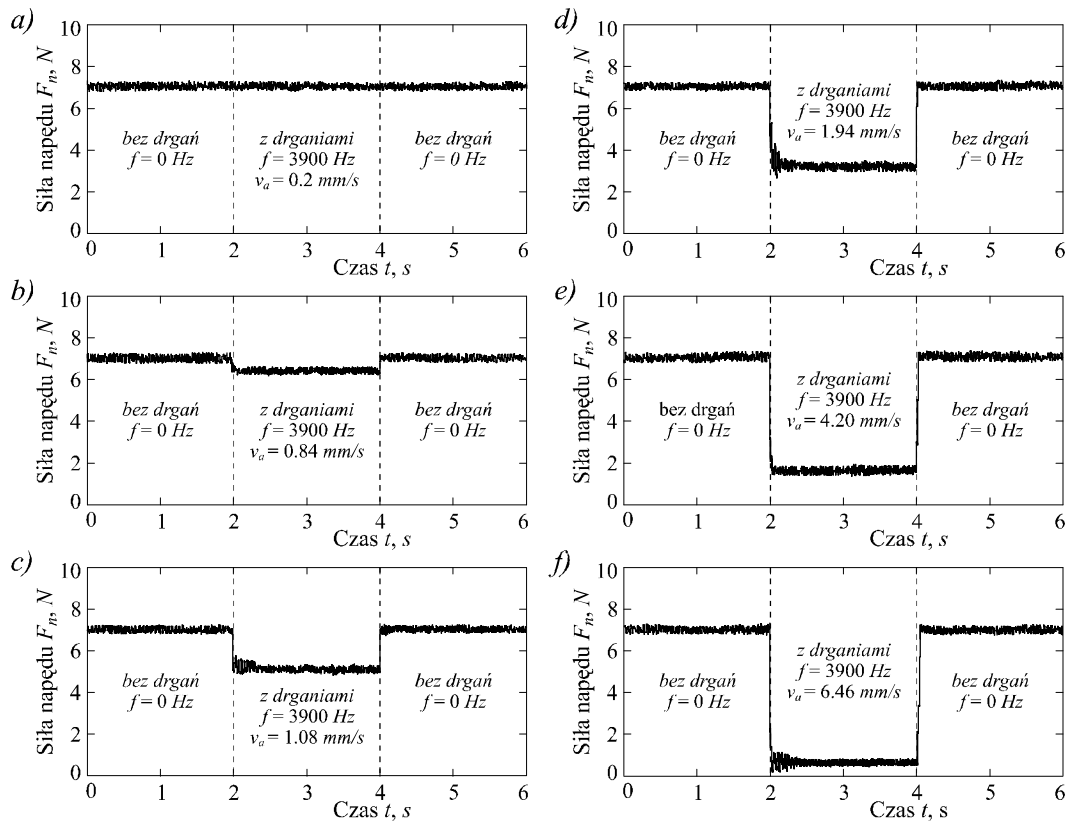 a)
Siła napędu Fn, N
10
8
6
4
2
0
bez drgań
f = 0 Hz
z drganiami
f = 3900 Hz
va = 0.2 mm/s
bez drgań
f = 0 Hz
0 1 2 3 4 5 6
Czas t, s
b)
Siła napędu Fn, N
10
8
6
4
2
0
bez drgań
f = 0 Hz
z drganiami
f = 3900 Hz
va = 0.84 mm/s
bez drgań
f = 0 Hz
0 1 2 3 4 5 6
Czas t, s
c)
Siła napędu Fn, N
10
8
6
4
2
0
bez drgań
f = 0 Hz
z drganiami
f = 3900 Hz
va = 1.08 mm/s
bez drgań
f = 0 Hz
0 1 2 3 4 5 6
Czas t, s
d)
Siła napędu Fn, N
10
8
6
4
2
0
bez drgań
f = 0 Hz
z drganiami
f = 3900 Hz
va = 1.94 mm/s
bez drgań
f = 0 Hz
0 1 2 3 4 5 6
Czas t, s
e)
Siła napędu Fn, N
10
8
6
4
2
0
bez drgań
f = 0 Hz
z drganiami
f = 3900 Hz
va = 4.20 mm/s
bez drgań
f = 0 Hz
0 1 2 3 4 5 6
Czas t, s
f)
Siła napędu Fn, N
10
8
6
4
2
0
bez drgań
f = 0 Hz
z drganiami
f = 3900 Hz
va = 6.46 mm/s
bez drgań
f = 0 Hz
0 1 2 3 4 5 6
Czas t, s